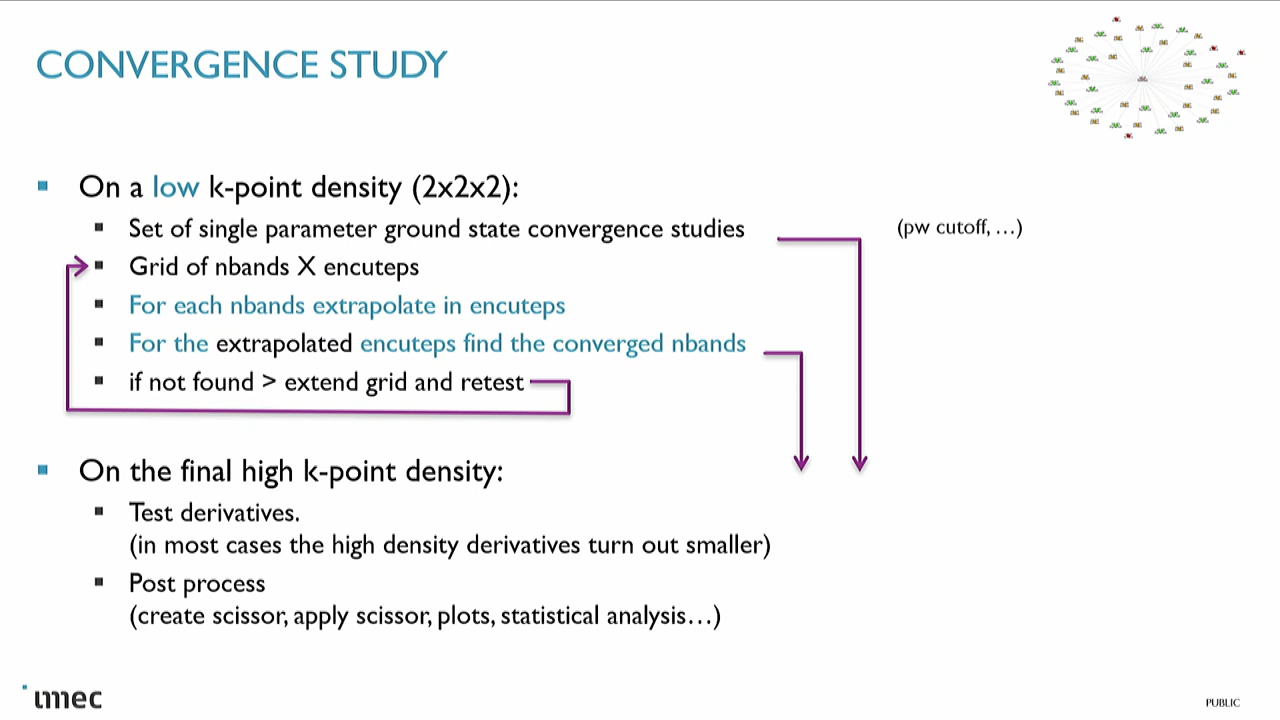 CONVERGENCE STUDY
On a low k-point density (2x2x2):
Set of single parameter ground state convergence studies
(pw cutoff, …)
Grid of nbands X encuteps
For each nbands extrapolate in encuteps
For the extrapolated encuteps find the converged nbands
if not found > extend grid and retest
On the final high k-point density:
Test derivatives.
(in most cases the high density derivatives turn out smaller)
Post process
(create scissor, apply scissor, plots, statistical analysis…)
imec
PUBLIC